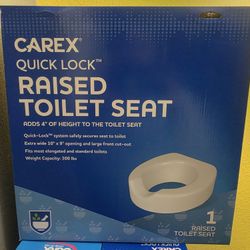 CAREX®
QUICK LOCK™
RAISED
TOILET SEAT
ADDS 4" OF HEIGHT TO THE TOILET SEAT
Quick-Lock™ system safely secures seat to toilet
Extra wide 10" x 9" opening and large front cut-out
Fits most elongated and standard toilets
Weight Capacity: 300 lbs
1
RAISED
TOILET SEAT